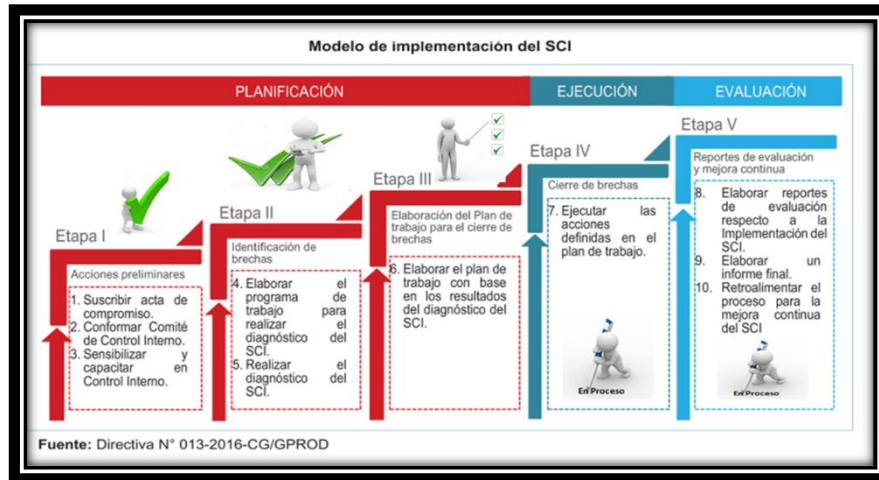 Modelo de implementación del SCI
PLANIFICACIÓN
EJECUCIÓN
EVALUACIÓN
Etapa I
Acciones preliminares
1. Suscribir acta de
compromiso.
2. Conformar Comité
de Control Interno.
3. Sensibilizar y
capacitar en
Control Interno.
Etapa II
Identificación de
brechas
4. Elaborar el
programa de
trabajo para
realizar el
diagnóstico del
SCI.
5. Realizar el
diagnóstico del
SCI.
Etapa III
Elaboración del Plan de
trabajo para el cierre de
brechas
6. Elaborar el plan de
trabajo con base
en los resultados
del diagnóstico del
SCI.
Etapa IV
Cierre de brechas
7. Ejecutar las
acciones
definidas en el
plan de trabajo.
En Proceso
Etapa V
Reportes de evaluación
y mejora continua
8. Elaborar reportes
de evaluación
respecto a la
Implementación del
SCI.
9. Elaborar un
informe final.
10. Retroalimentar el
proceso para la
mejora continua
del SCI
En Proceso
Fuente: Directiva N° 013-2016-CG/GPROD